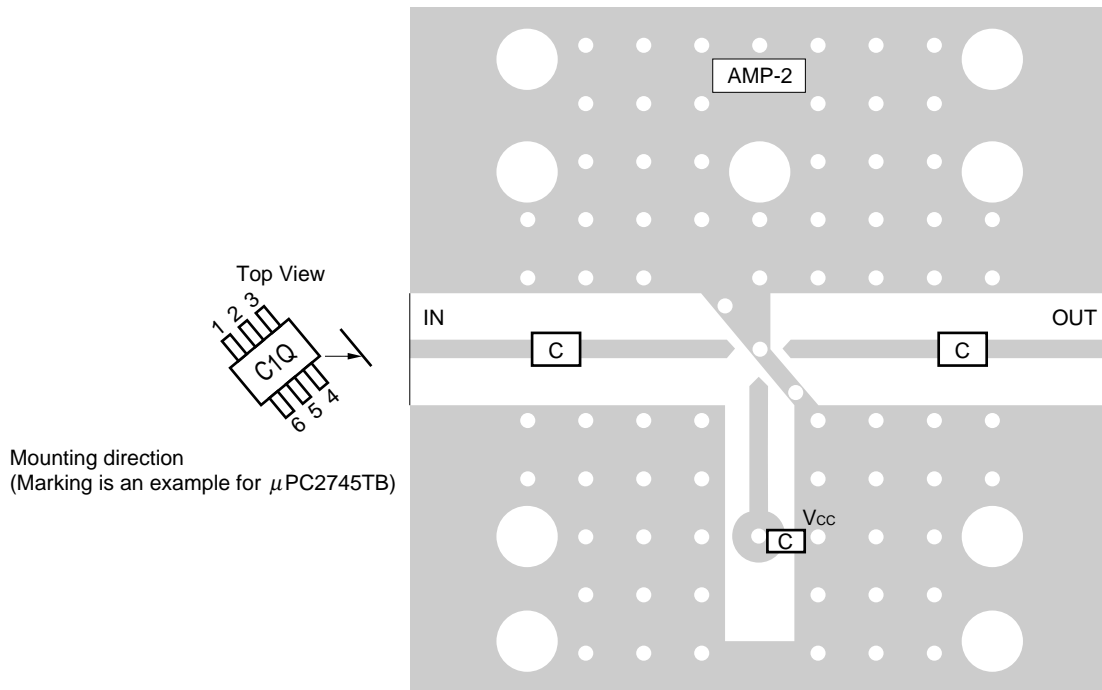 AMP-2
Top View
1 2 3
C1Q
6 5 4
Mounting direction
(Marking is an example for μPC2745TB)
IN
OUT
C
C
VCC
C